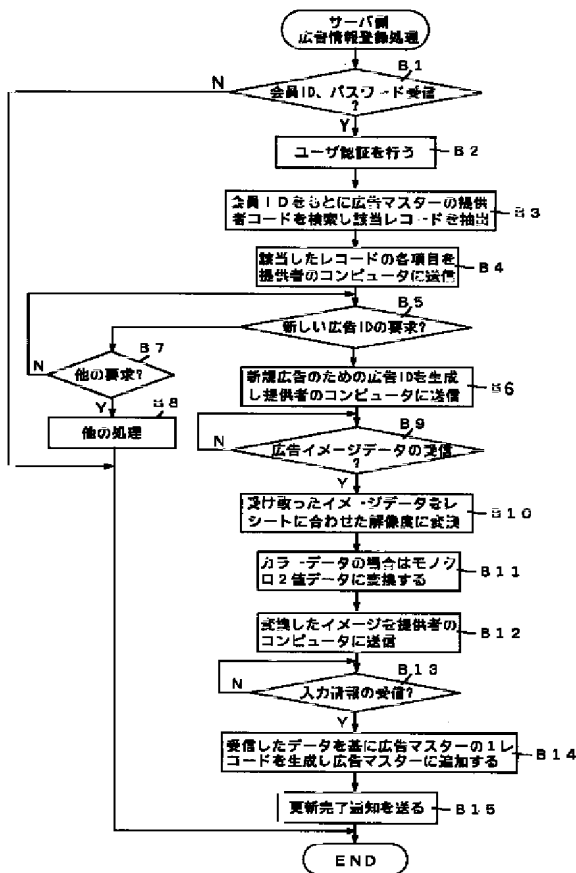 サーバ側
広告情報登録処理
B1
N
会員ID、パスワード受信
?
Y
ユーザ認証を行う
B2
会員IDをもとに広告マスターの提供
者コードを検索し該当レコードを抽出
B3
該当したレコードの各項目を
提供者のコンピュータに送信
B4
B5
新しい広告IDの要求?
B7
N
他の要求?
Y
B8
他の処理
新規広告のための広告IDを生成
し提供者のコンピュータに送信
B6
B9
N
広告イメージデータの受信
?
Y
受け取ったイメージデータをレ
シートに合わせた解像度に変換
B10
カラーデータの場合はモノク
ロ2値データに変換する
B11
変換したイメージを提供者の
コンピュータに送信
B12
B13
N
入力情報の受信?
Y
受信したデータを基に広告マスターの1レ
コードを生成し広告マスターに追加する
B14
更新完了通知を送る
B15
END